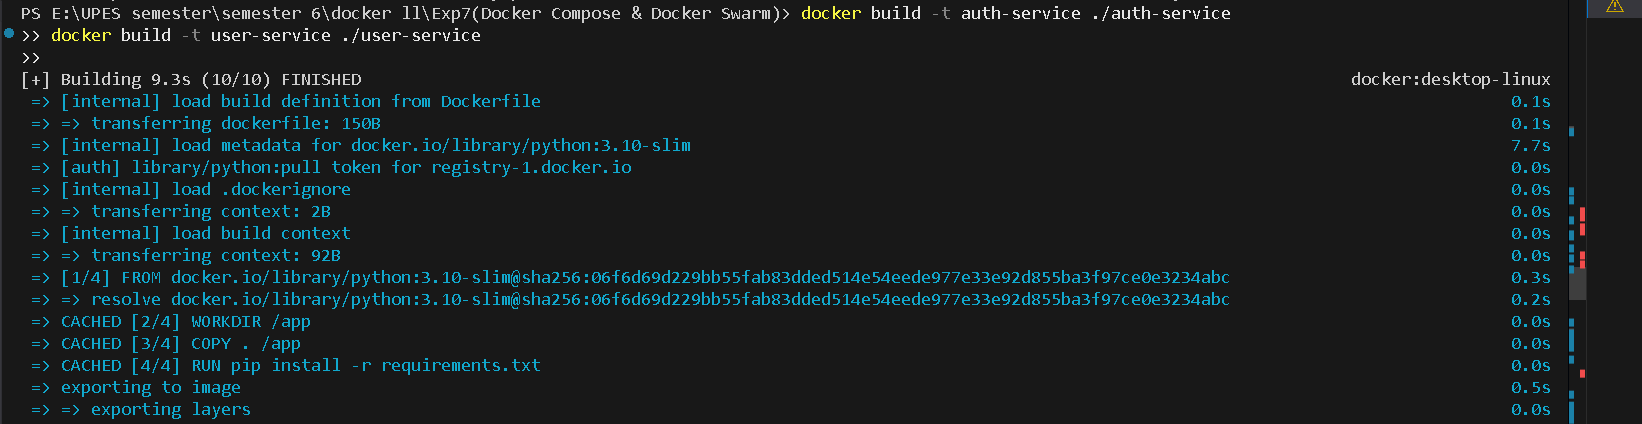 PS E:\UPES semester\semester 6\docker ll\Exp7(Docker Compose & Docker Swarm)> docker build -t auth-service ./auth-service
>> docker build -t user-service ./user-service
>>
[+] Building 9.3s (10/10) FINISHED docker:desktop-linux
=> [internal] load build definition from Dockerfile 0.1s
=> => transferring dockerfile: 150B 0.1s
=> [internal] load metadata for docker.io/library/python:3.10-slim 7.7s
=> [auth] library/python:pull token for registry-1.docker.io 0.0s
=> [internal] load .dockerignore 0.0s
=> => transferring context: 2B 0.0s
=> [internal] load build context 0.0s
=> => transferring context: 92B 0.0s
=> [1/4] FROM docker.io/library/python:3.10-slim@sha256:06f6d69d229bb55fab83dded514e54eede977e33e92d855ba3f97ce0e3234abc 0.3s
=> => resolve docker.io/library/python:3.10-slim@sha256:06f6d69d229bb55fab83dded514e54eede977e33e92d855ba3f97ce0e3234abc 0.2s
=> CACHED [2/4] WORKDIR /app 0.0s
=> CACHED [3/4] COPY . /app 0.0s
=> CACHED [4/4] RUN pip install -r requirements.txt 0.0s
=> exporting to image 0.5s
=> => exporting layers 0.0s